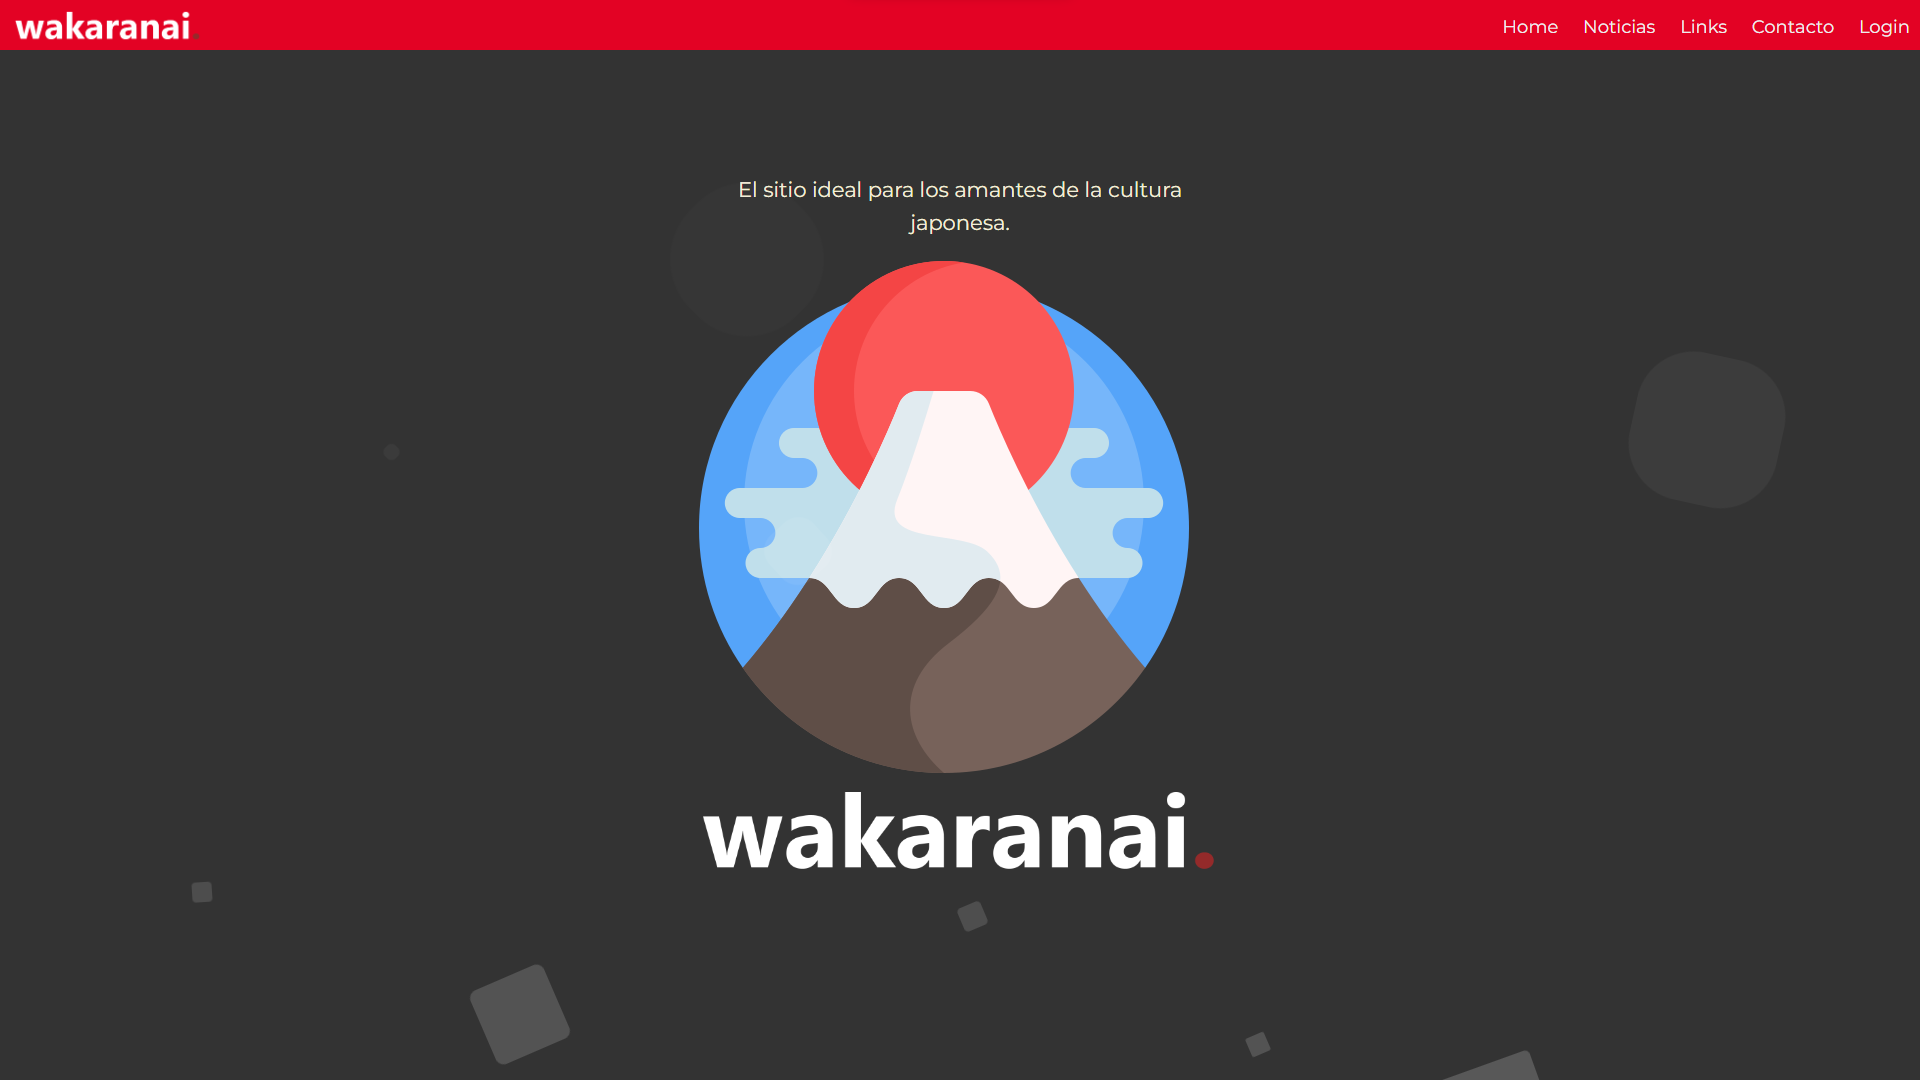 wakaranai.
Home Noticias Links Contacto Login
El sitio ideal para los amantes de la cultura
japonesa.
wakaranai.